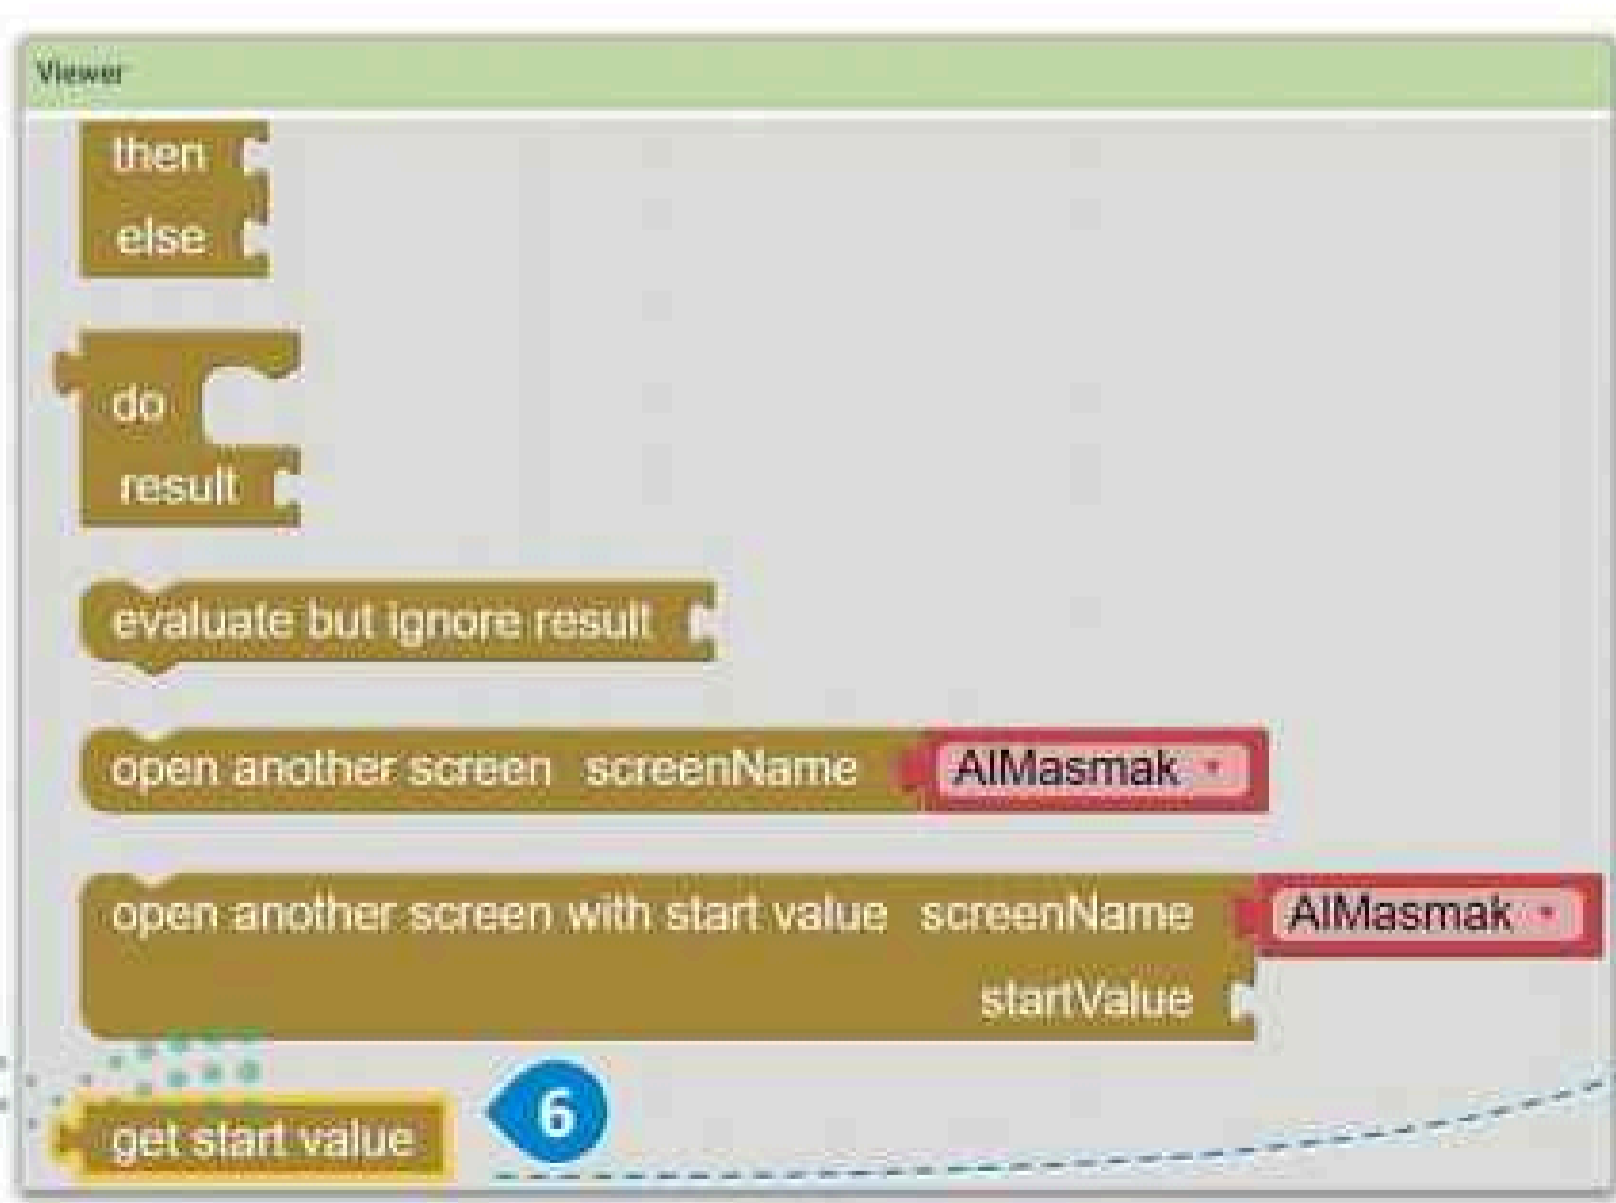 Viewer
then
else
do
result
evaluate but ignore result
open another screen screenName AlMasmak
open another screen with start value screenName AlMasmak
startValue
get start value 6